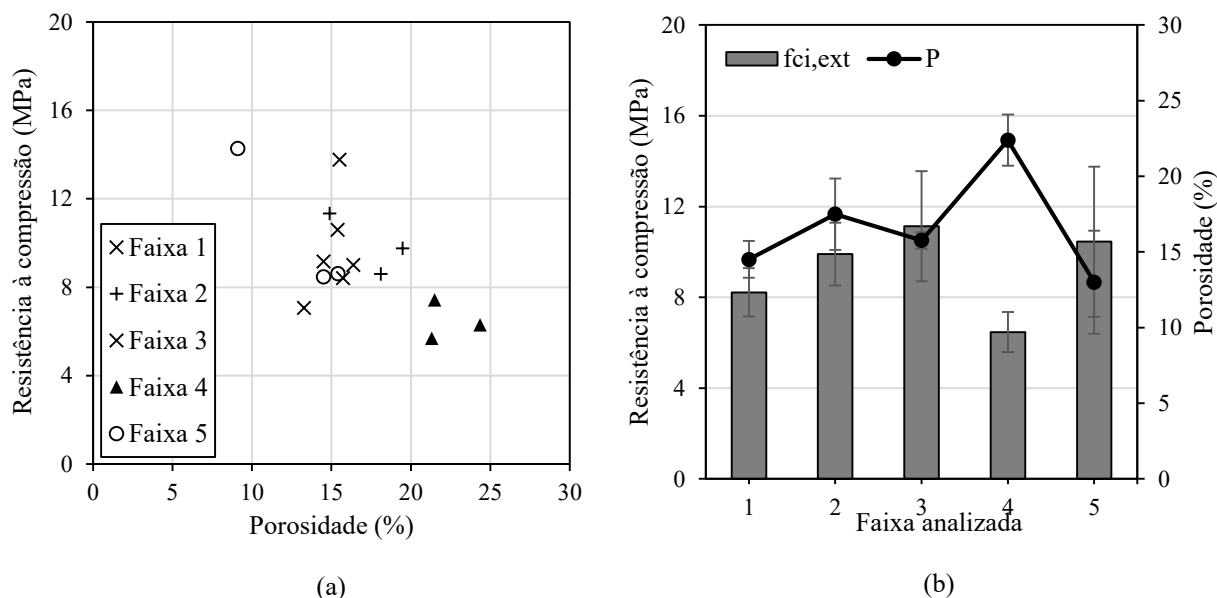 Resistência à compressão (MPa)
20
16
12
8
4
0
Faixa 1
Faixa 2
Faixa 3
Faixa 4
Faixa 5
0 5 10 15 20 25 30
Porosidade (%)
(a)
Resistência à compressão (MPa)
20
16
12
8
4
0
fci,ext P
30
25
20
15
10
5
0
Porosidade (%)
1 2 3 4 5
Faixa analizada
(b)